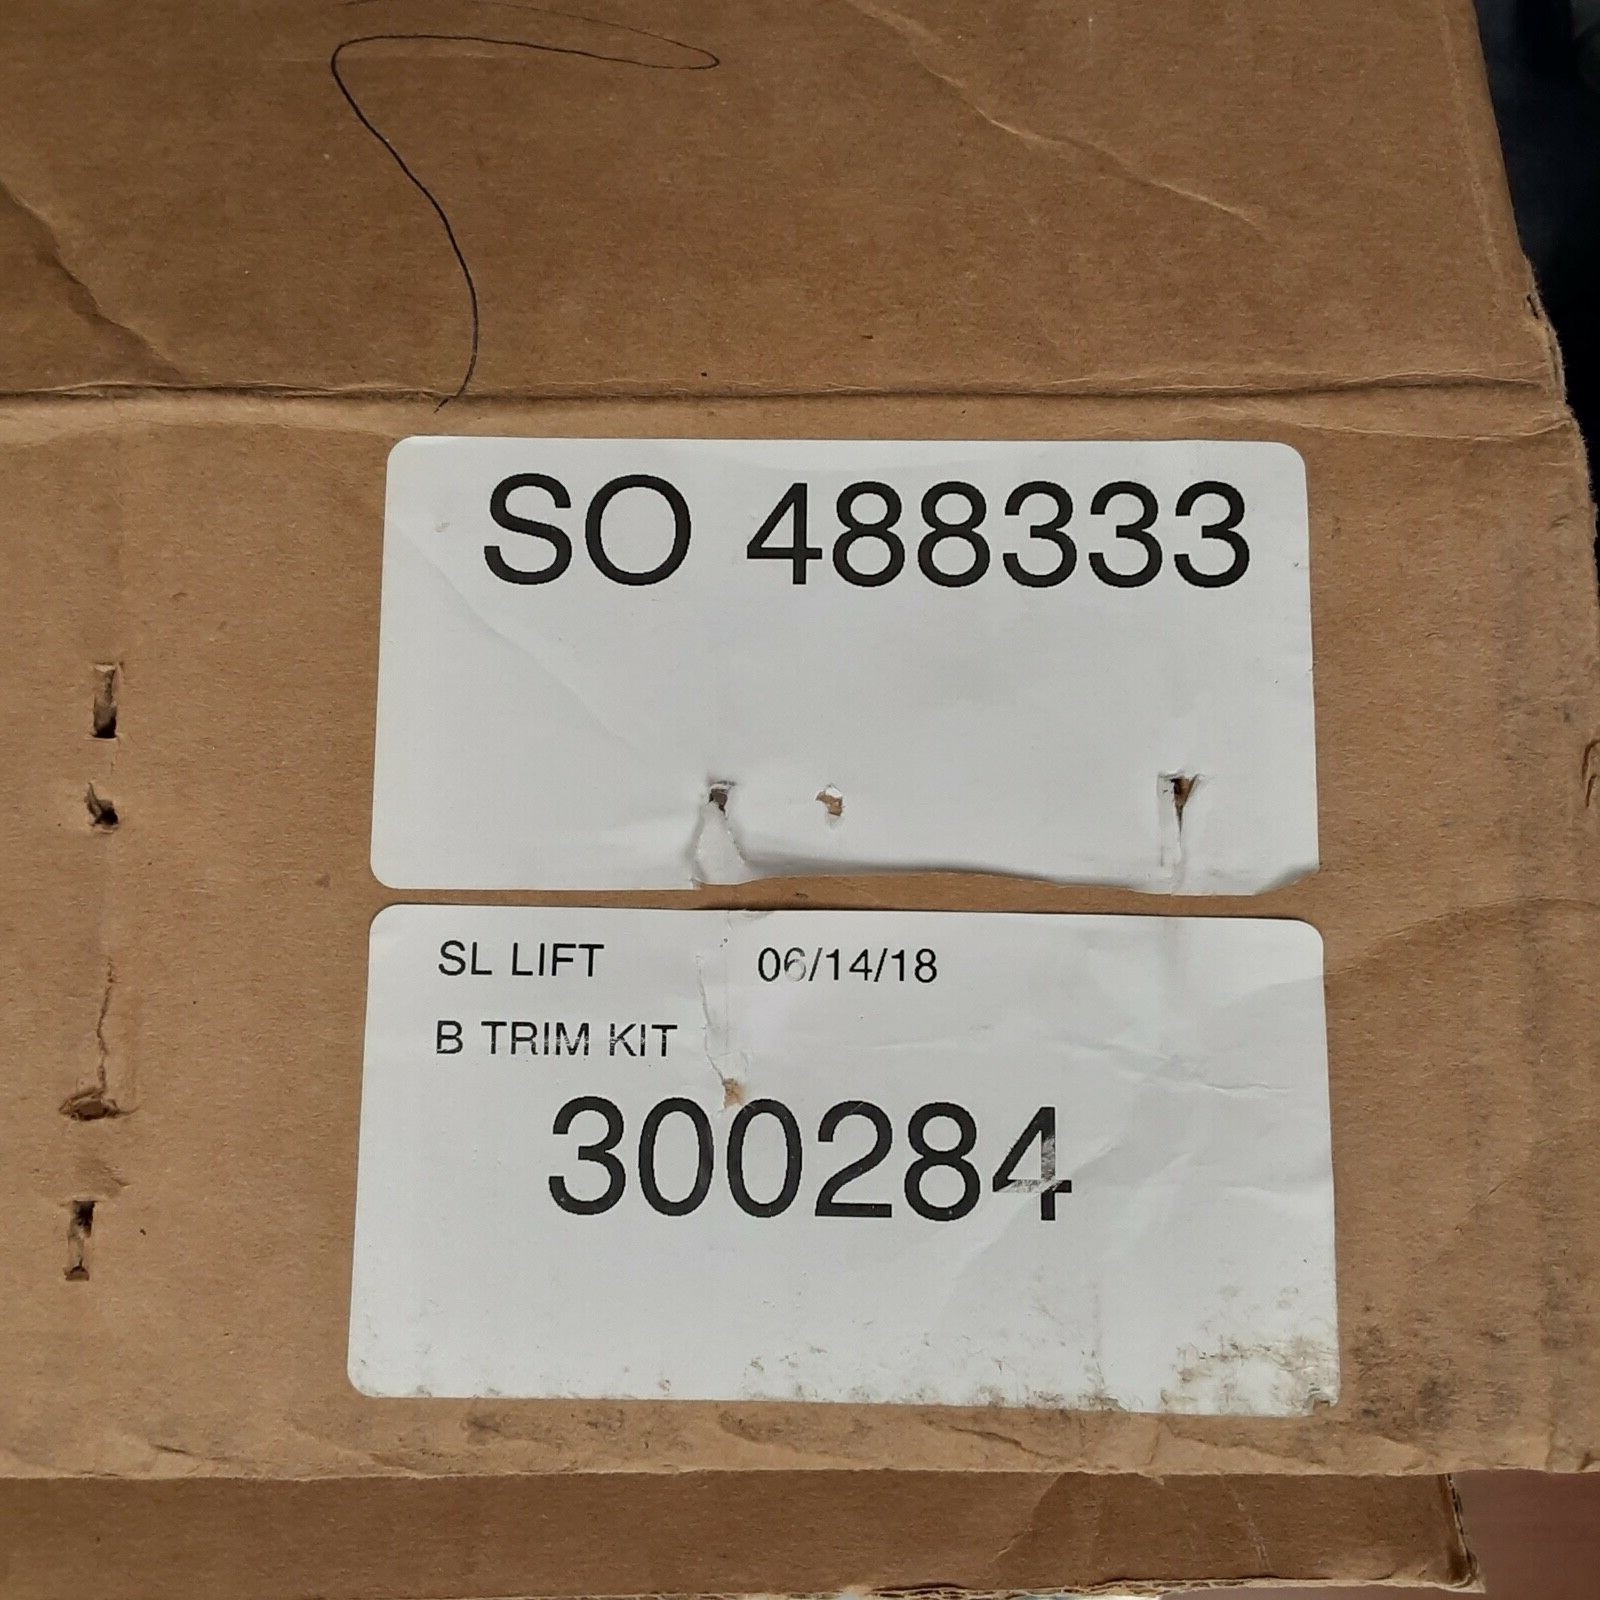 SO 488333
SL LIFT 06/14/18
B TRIM KIT
300284